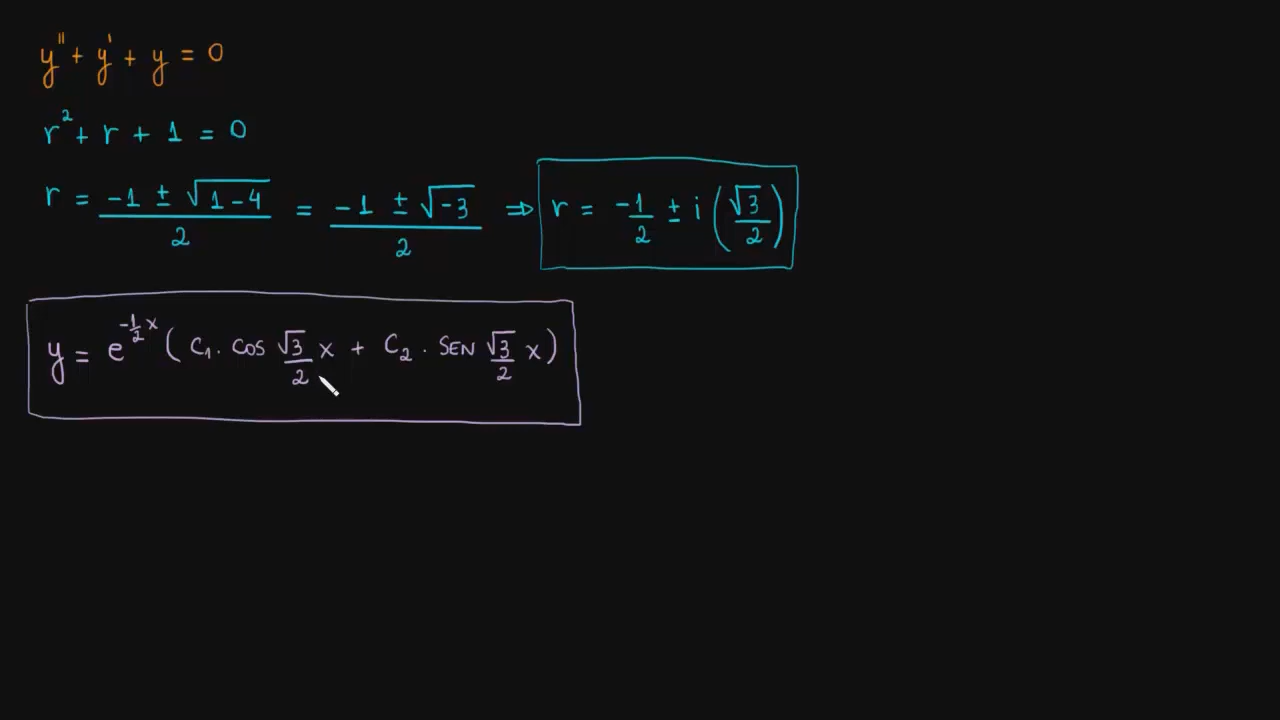 y'' + y' + y = 0
r² + r + 1 = 0
r = (-1 ± √(1-4))/2 = (-1 ± √-3)/2 ⇒ r = -1/2 ± i (√3/2)
y = e^(-1/2 x) ( C₁ · COS √3/2 x + C₂ · SEN √3/2 x )